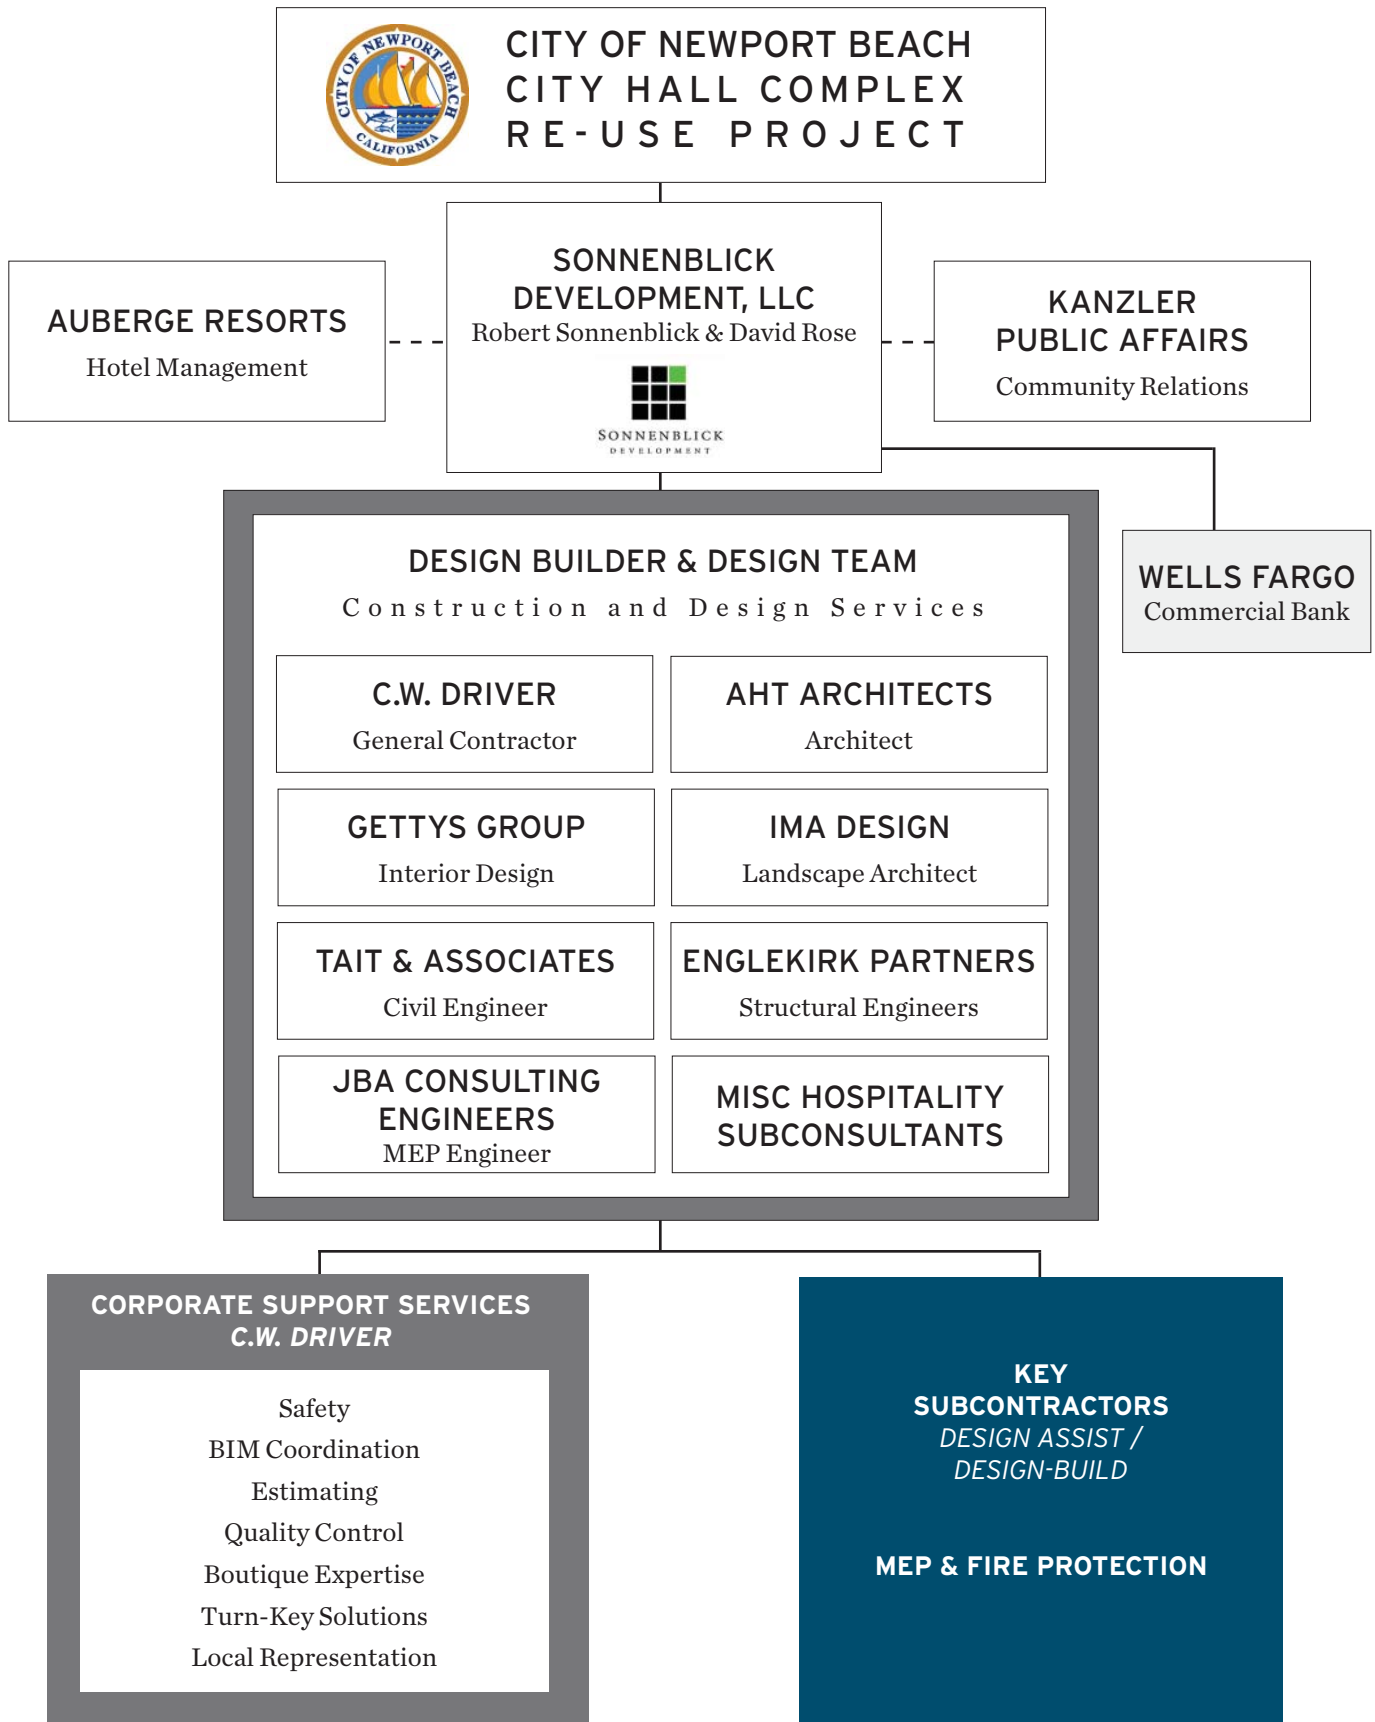 CITY OF NEWPORT BEACH
CALIFORNIA
CITY OF NEWPORT BEACH
CITY HALL COMPLEX
RE-USE PROJECT
AUBERGE RESORTS
Hotel Management
SONNENBLICK
DEVELOPMENT, LLC
Robert Sonnenblick & David Rose
SONNENBLICK
DEVELOPMENT
KANZLER
PUBLIC AFFAIRS
Community Relations
WELLS FARGO
Commercial Bank
DESIGN BUILDER & DESIGN TEAM
Construction and Design Services
C.W. DRIVER
General Contractor
AHT ARCHITECTS
Architect
GETTYS GROUP
Interior Design
IMA DESIGN
Landscape Architect
TAIT & ASSOCIATES
Civil Engineer
ENGLEKIRK PARTNERS
Structural Engineers
JBA CONSULTING
ENGINEERS
MEP Engineer
MISC HOSPITALITY
SUBCONSULTANTS
CORPORATE SUPPORT SERVICES
C.W. DRIVER
Safety
BIM Coordination
Estimating
Quality Control
Boutique Expertise
Turn-Key Solutions
Local Representation
KEY
SUBCONTRACTORS
DESIGN ASSIST /
DESIGN-BUILD
MEP & FIRE PROTECTION